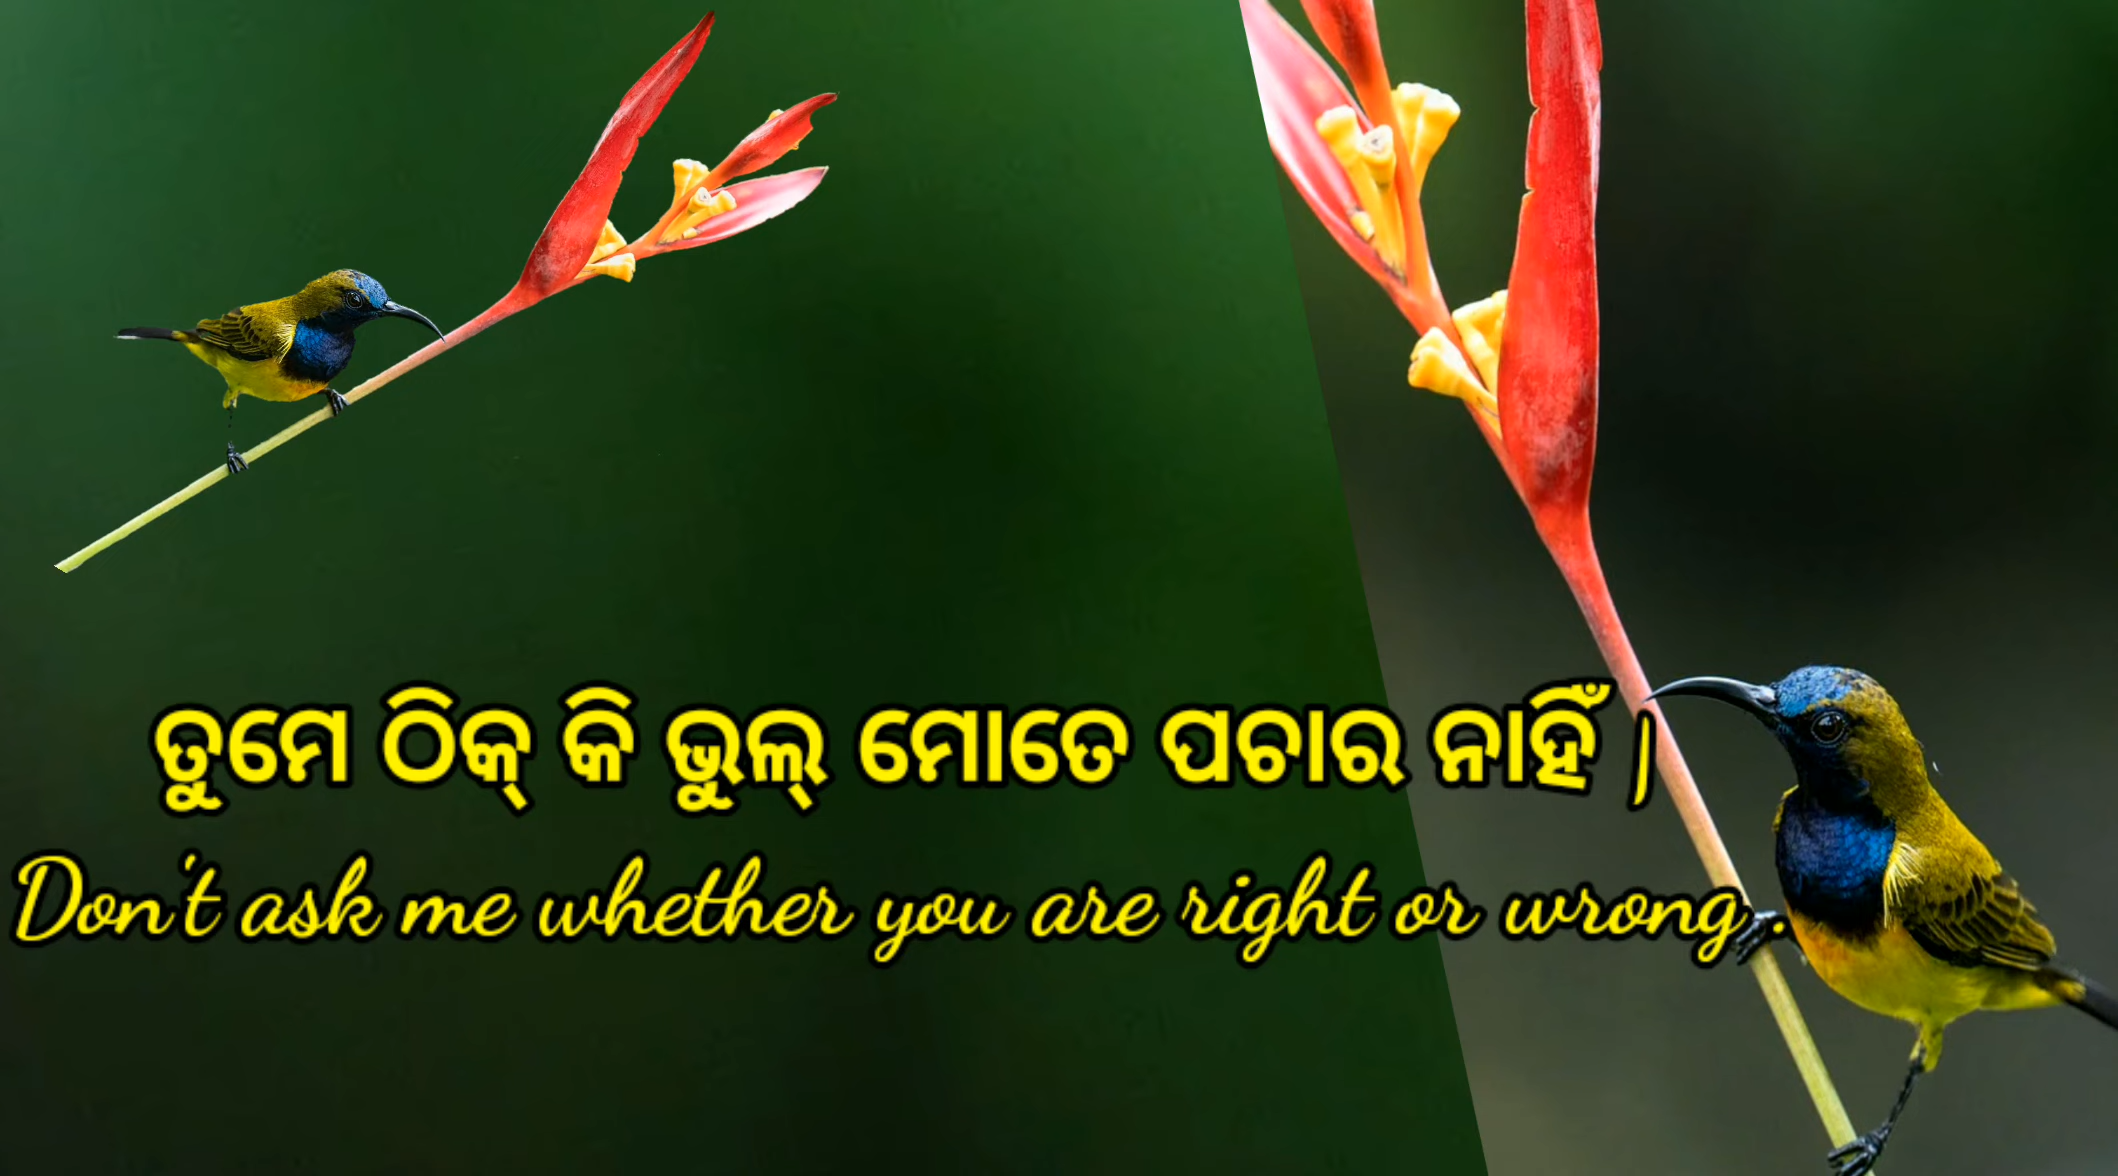 ତୁମେ ଠିକ୍ କି ଭୁଲ୍ ମୋତେ ପଚାର ନାହିଁ ।
Don't ask me whether you are right or wrong .